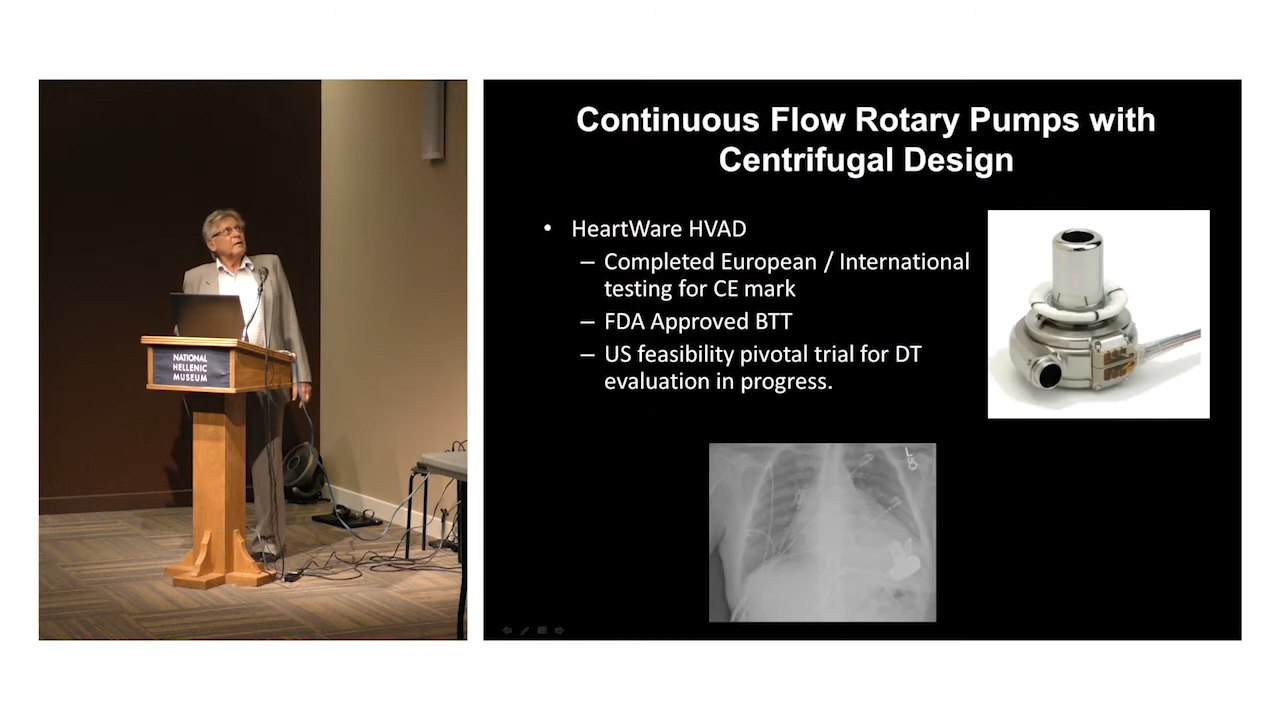 NATIONAL
HELLENIC
MUSEUM
Continuous Flow Rotary Pumps with
Centrifugal Design
• HeartWare HVAD
– Completed European / International
testing for CE mark
– FDA Approved BTT
– US feasibility pivotal trial for DT
evaluation in progress.
L